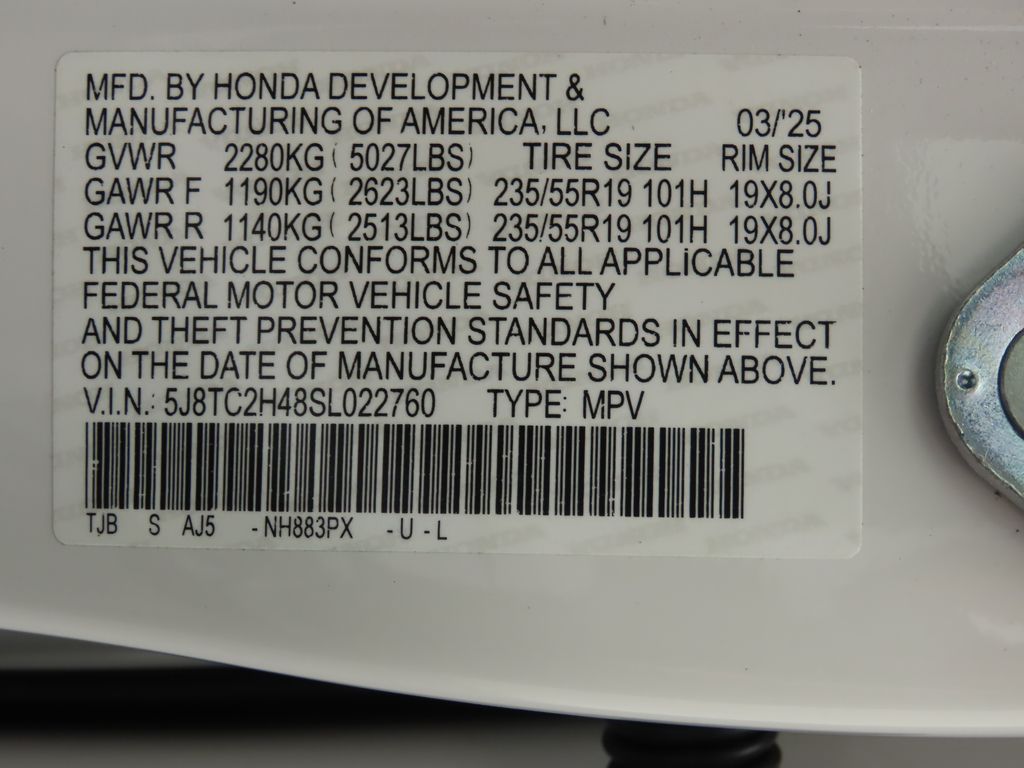 MFD. BY HONDA DEVELOPMENT &
MANUFACTURING OF AMERICA, LLC 03/'25
GVWR 2280KG ( 5027LBS) TIRE SIZE RIM SIZE
GAWR F 1190KG ( 2623LBS) 235/55R19 101H 19X8.0J
GAWR R 1140KG ( 2513LBS) 235/55R19 101H 19X8.0J
THIS VEHICLE CONFORMS TO ALL APPLICABLE
FEDERAL MOTOR VEHICLE SAFETY
AND THEFT PREVENTION STANDARDS IN EFFECT
ON THE DATE OF MANUFACTURE SHOWN ABOVE.
V.I.N.: 5J8TC2H48SL022760 TYPE: MPV
TJB S AJ5 -NH883PX -U-L